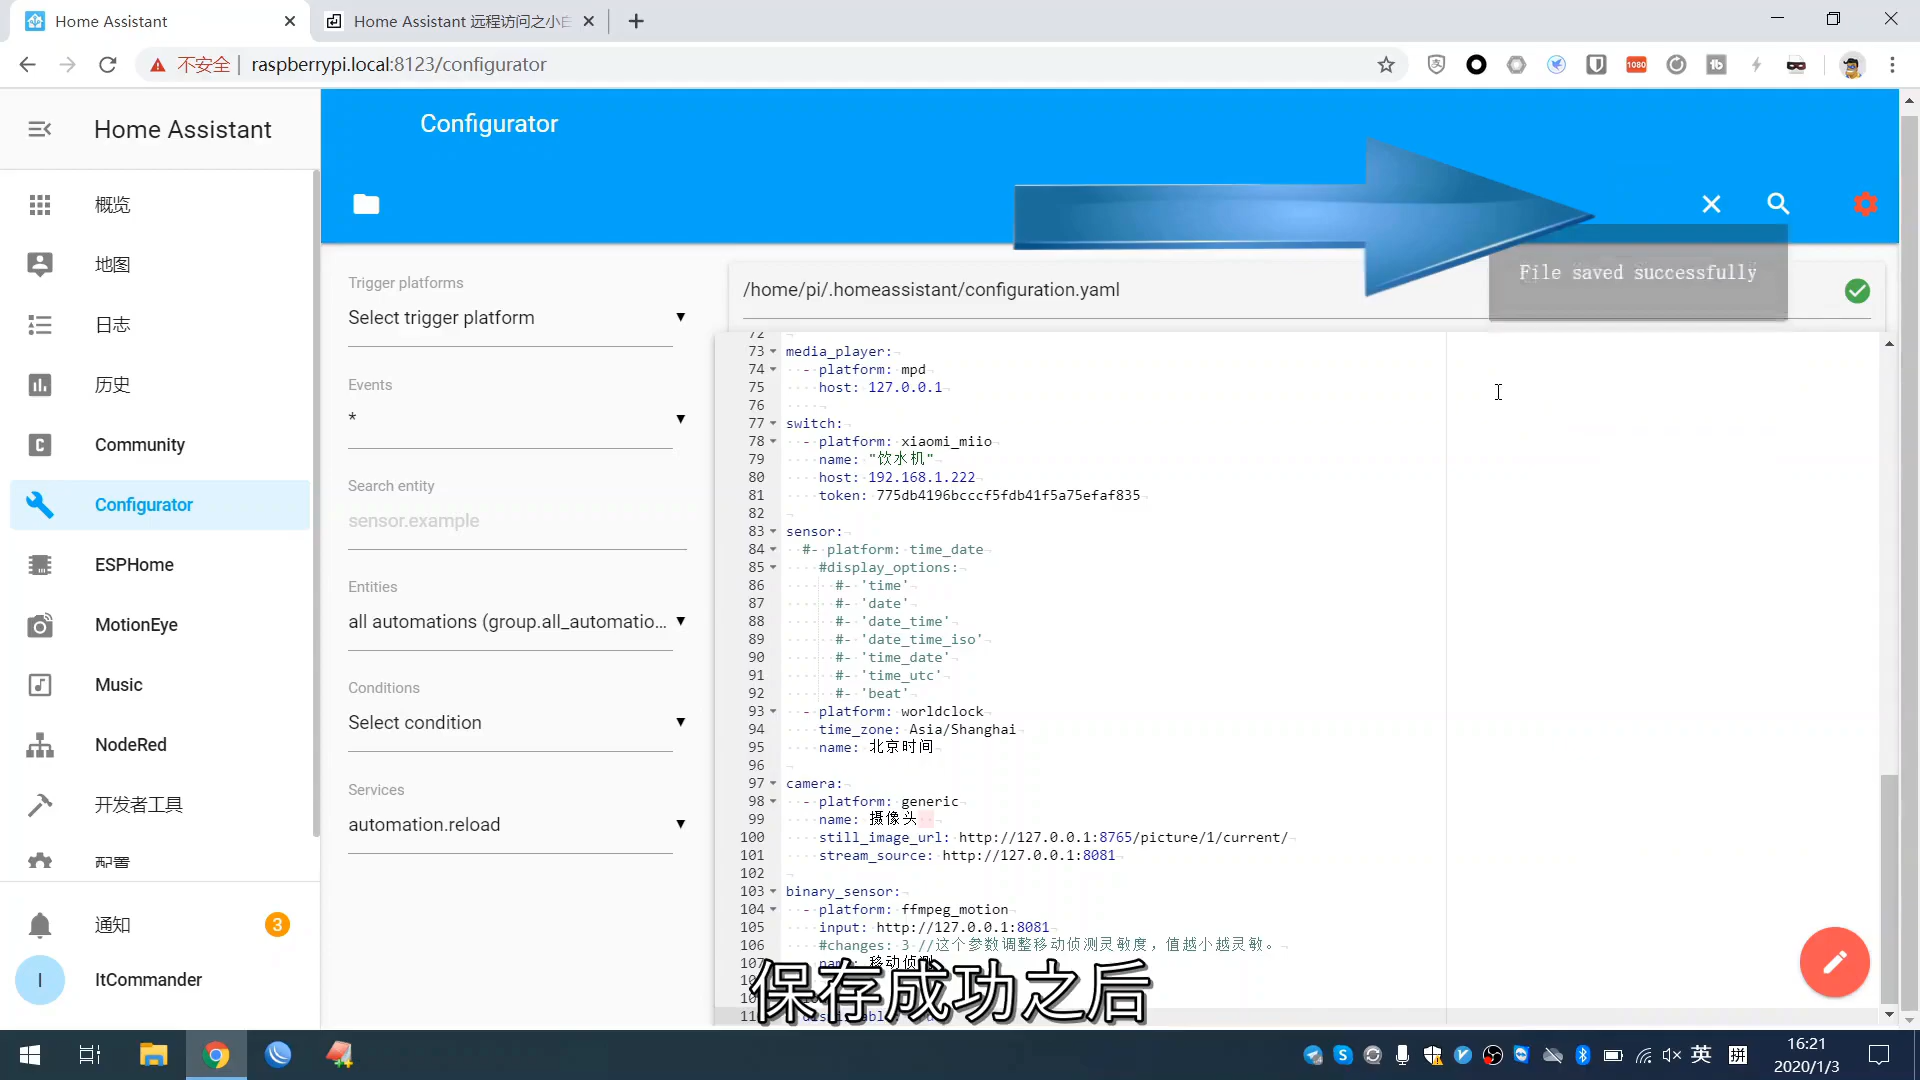 Home Assistant
Home Assistant 远程访问之小白
不安全
raspberrypi.local:8123/configurator
Home Assistant
Configurator
概览
地图
日志
历史
Community
Configurator
ESPHome
MotionEye
Music
NodeRed
开发者工具
配置
通知
3
I
ItCommander
Trigger platforms
Select trigger platform
Events
*
Search entity
sensor.example
Entities
all automations (group.all_automatio...
Conditions
Select condition
Services
automation.reload
/home/pi/.homeassistant/configuration.yaml
File saved successfully
72
73 media_player:
74 - platform: mpd
75 host: 127.0.0.1
76
77 switch:
78 - platform: xiaomi_miio
79 name: "饮水机"
80 host: 192.168.1.222
81 token: 775db4196bcccf5fdb41f5a75efaf835
82
83 sensor:
84 #- platform: time_date
85 #display_options:
86 #- 'time'
87 #- 'date'
88 #- 'date_time'
89 #- 'date_time_iso'
90 #- 'time_date'
91 #- 'time_utc'
92 #- 'beat'
93 - platform: worldclock
94 time_zone: Asia/Shanghai
95 name: 北京时间
96
97 camera:
98 - platform: generic
99 name: 摄像头
100 still_image_url: http://127.0.0.1:8765/picture/1/current/
101 stream_source: http://127.0.0.1:8081
102
103 binary_sensor:
104 - platform: ffmpeg_motion
105 input: http://127.0.0.1:8081
106 #changes: 3 //这个参数调整移动侦测灵敏度，值越小越灵敏。
107 name: 移动侦测
保存成功之后
1080
英
拼
16:21
2020/1/3